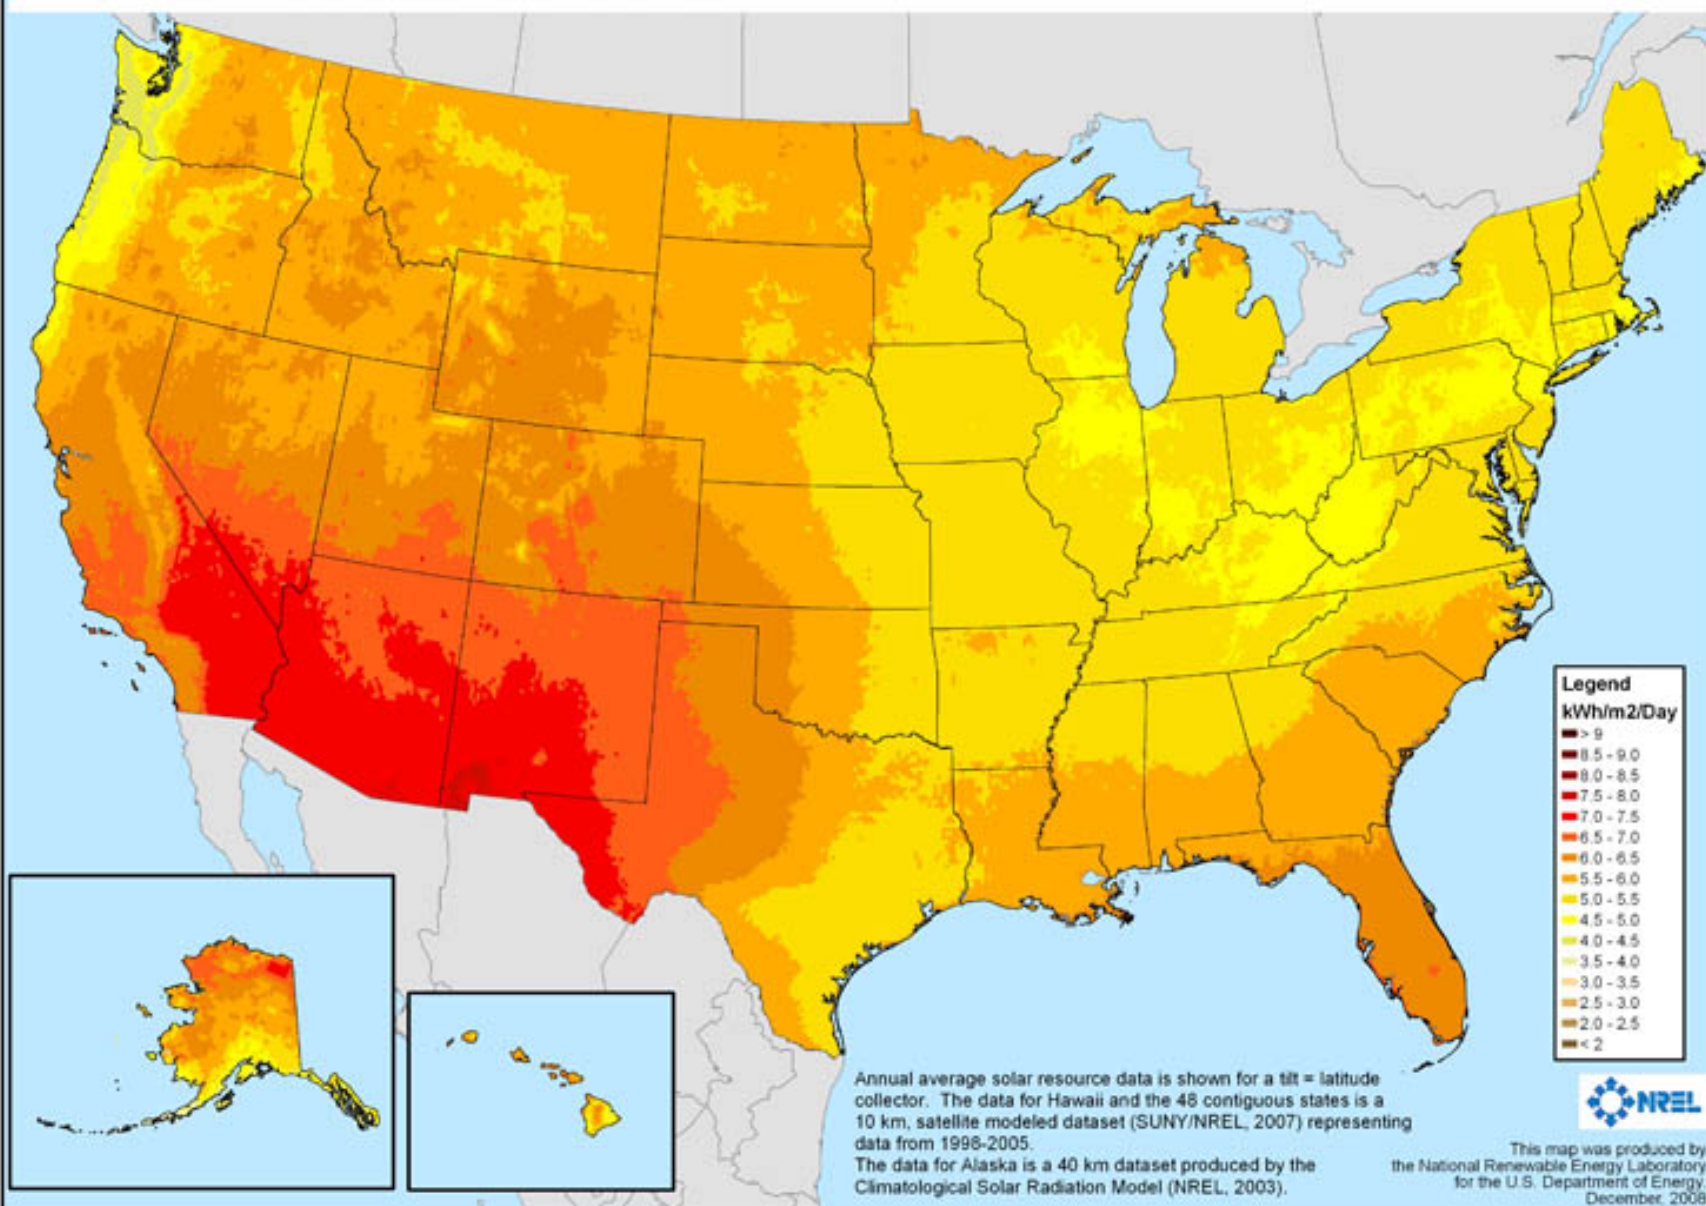 Legend
kWh/m2/Day
> 9
8.5 - 9.0
8.0 - 8.5
7.5 - 8.0
7.0 - 7.5
6.5 - 7.0
6.0 - 6.5
5.5 - 6.0
5.0 - 5.5
4.5 - 5.0
4.0 - 4.5
3.5 - 4.0
3.0 - 3.5
2.5 - 3.0
2.0 - 2.5
< 2
Annual average solar resource data is shown for a tilt = latitude
collector. The data for Hawaii and the 48 contiguous states is a
10 km, satellite modeled dataset (SUNY/NREL, 2007) representing
data from 1998-2005.
The data for Alaska is a 40 km dataset produced by the
Climatological Solar Radiation Model (NREL, 2003).
NREL
This map was produced by
the National Renewable Energy Laboratory
for the U.S. Department of Energy.
December, 2008